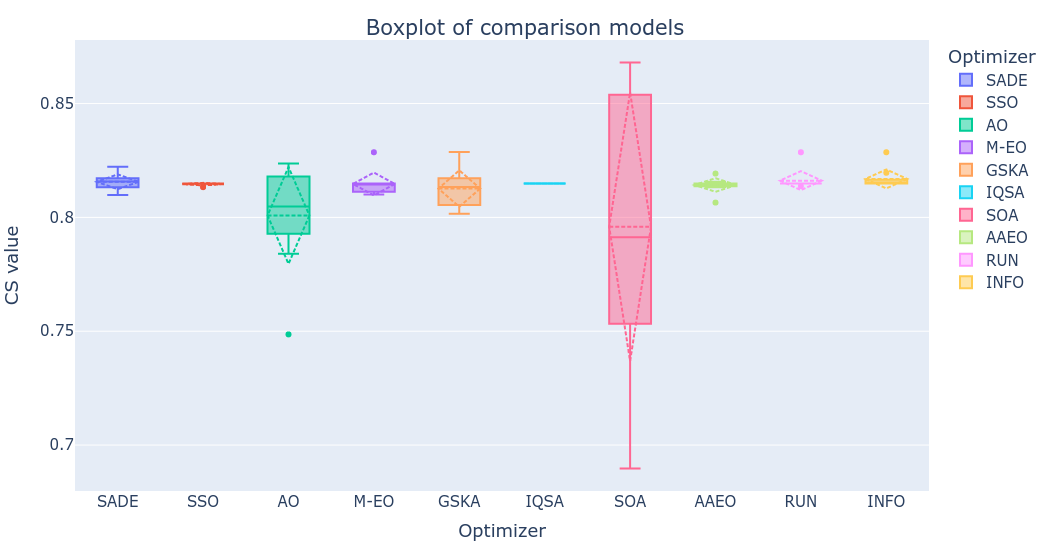 Boxplot of comparison models
CS value
0.85
0.8
0.75
0.7
SADE
SSO
AO
M-EO
GSKA
IQSA
SOA
AAEO
RUN
INFO
Optimizer
Optimizer
SADE
SSO
AO
M-EO
GSKA
IQSA
SOA
AAEO
RUN
INFO